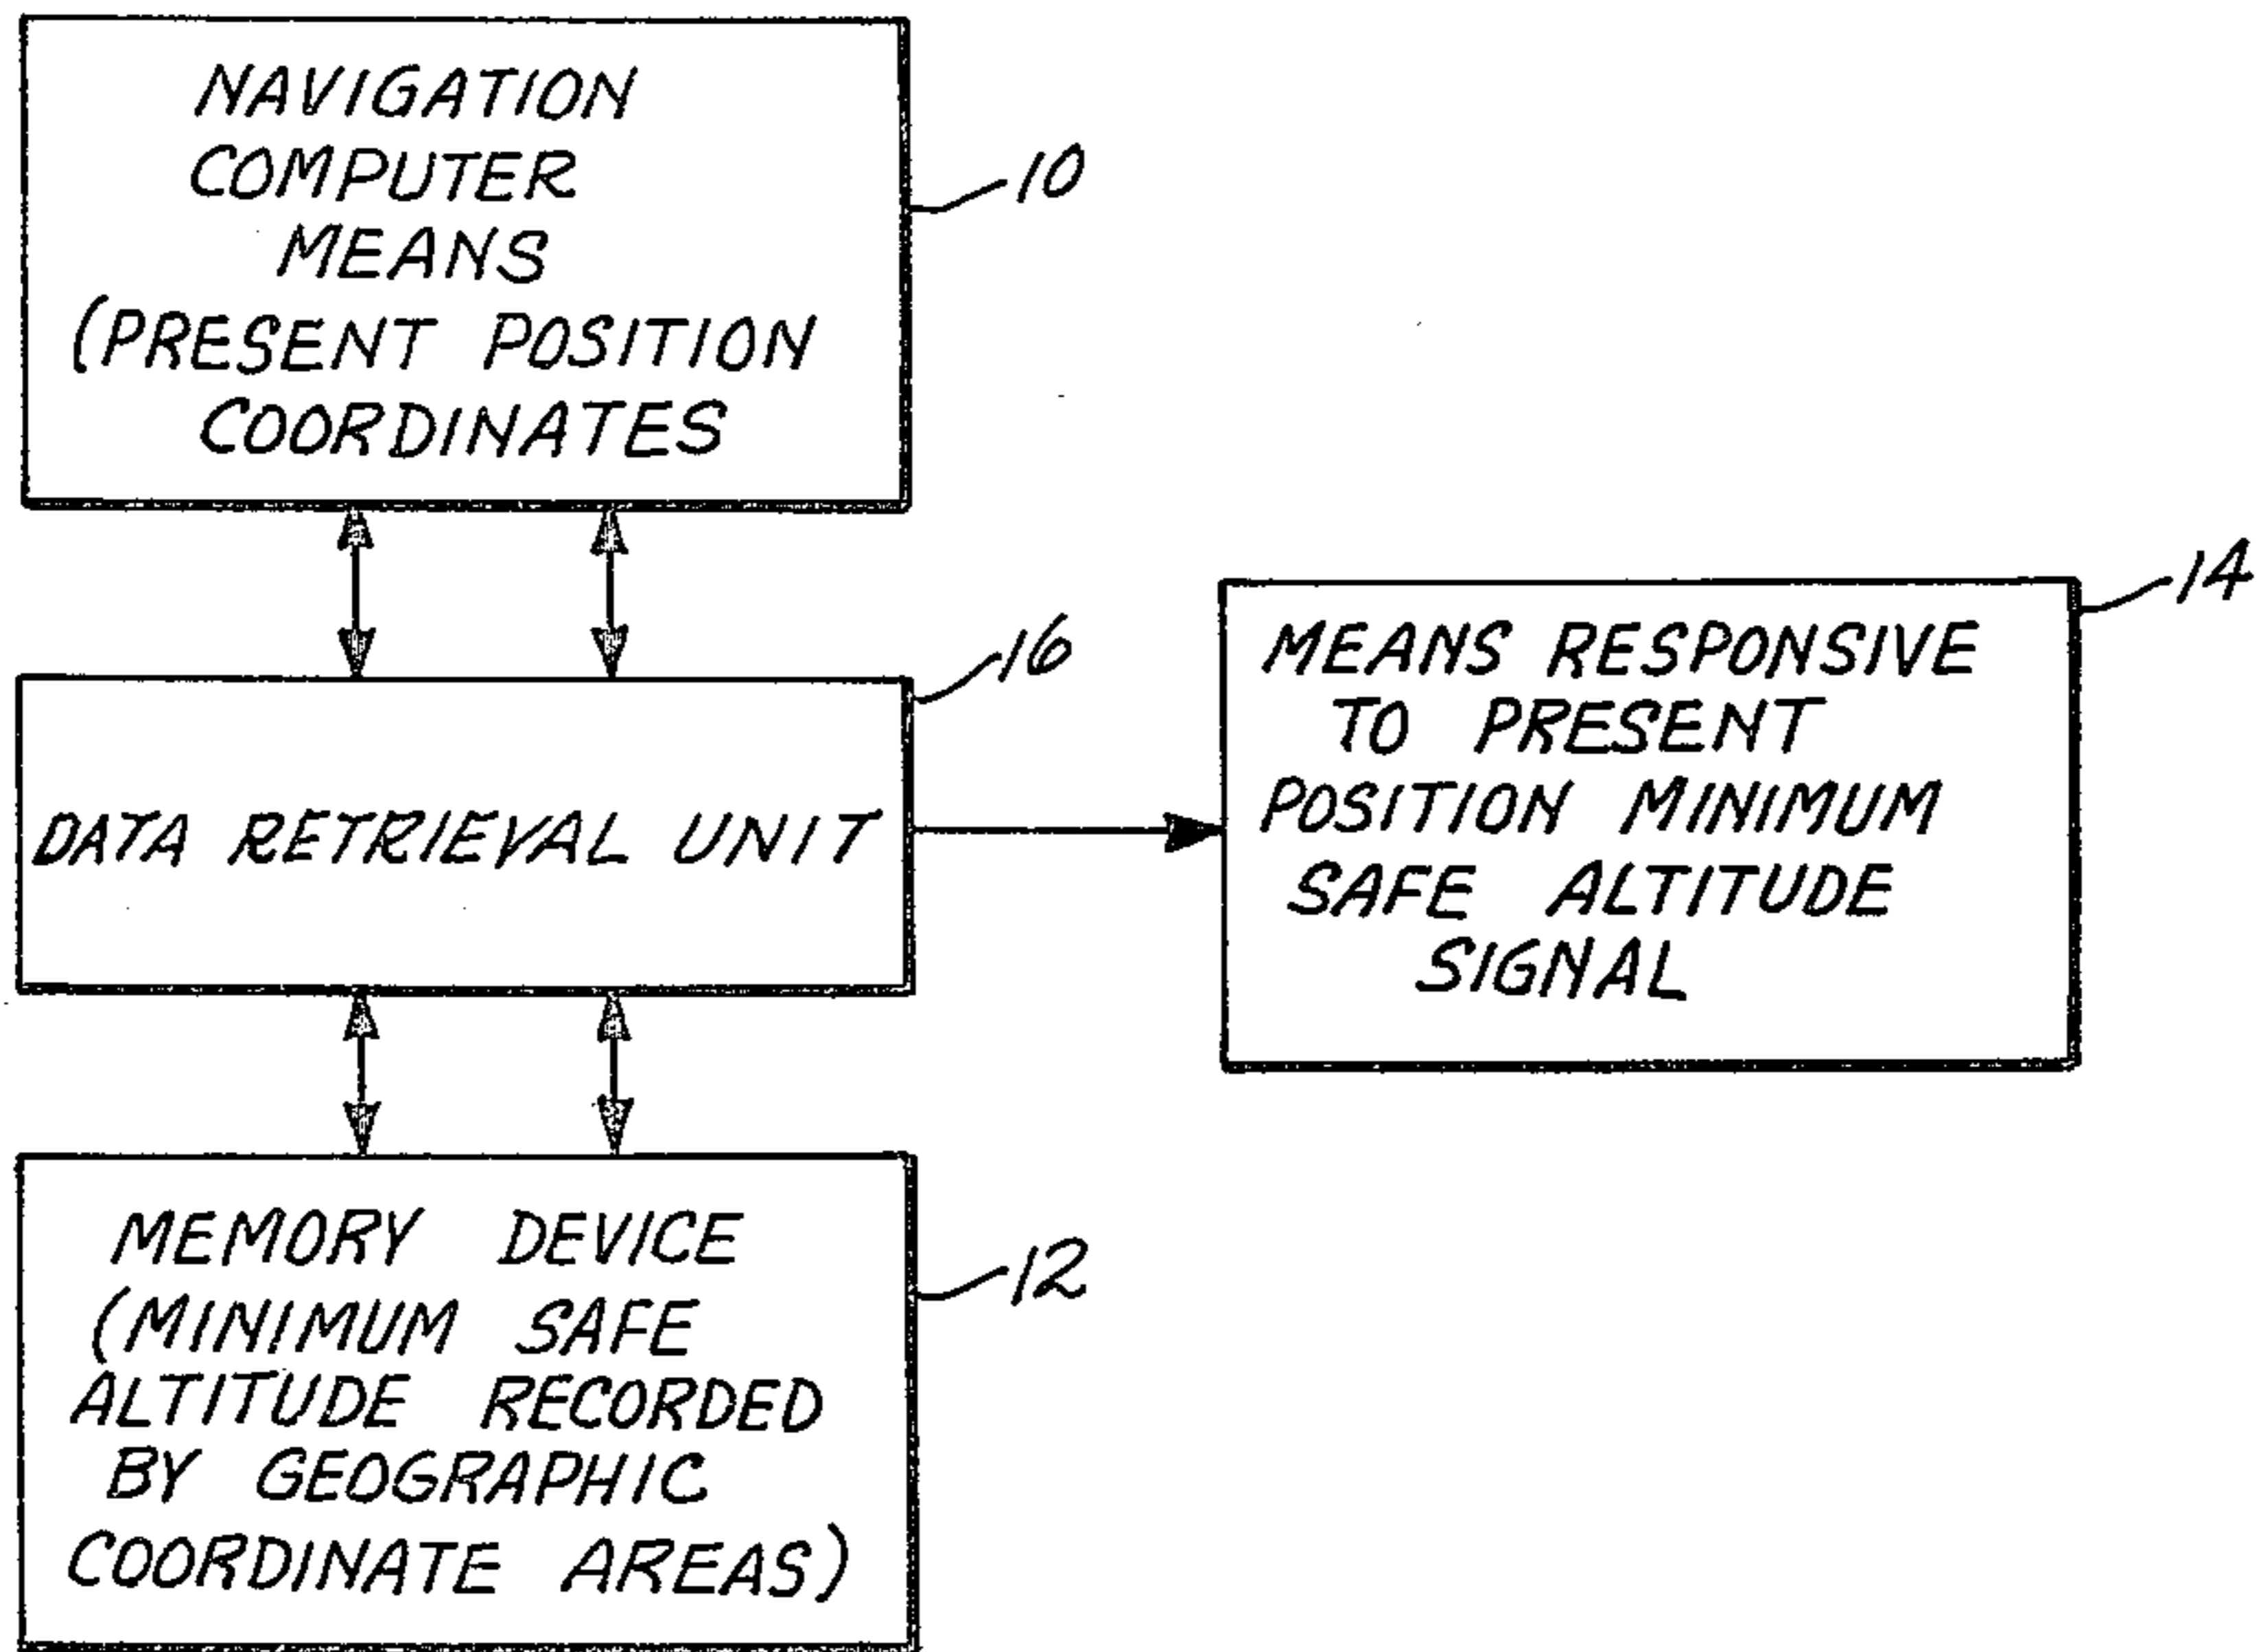 NAVIGATION
COMPUTER
MEANS
(PRESENT POSITION
COORDINATES
10
16
DATA RETRIEVAL UNIT
14
MEANS RESPONSIVE
TO PRESENT
POSITION MINIMUM
SAFE ALTITUDE
SIGNAL
12
MEMORY DEVICE
(MINIMUM SAFE
ALTITUDE RECORDED
BY GEOGRAPHIC
COORDINATE AREAS)